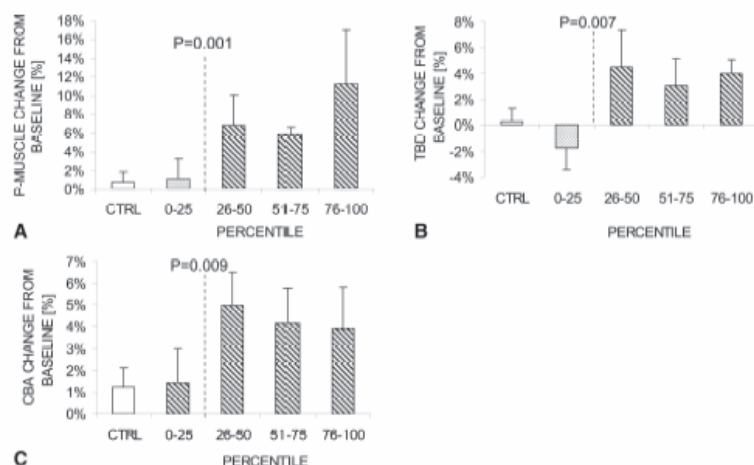 18%
16%
14%
12%
10%
8%
6%
4%
2%
0%
P-MUSCLE CHANGE FROM
BASELINE [%]
P=0.001
CTRL 0-25 26-50 51-75 76-100
PERCENTILE
A
8%
6%
4%
2%
0%
-2%
-4%
TBD CHANGE FROM
BASELINE [%]
P=0.007
CTRL 0-25 26-50 51-75 76-100
PERCENTILE
B
7%
6%
5%
4%
3%
2%
1%
0%
CBA CHANGE FROM
BASELINE [%]
P=0.009
CTRL 0-25 26-50 51-75 76-100
PERCENTILE
C